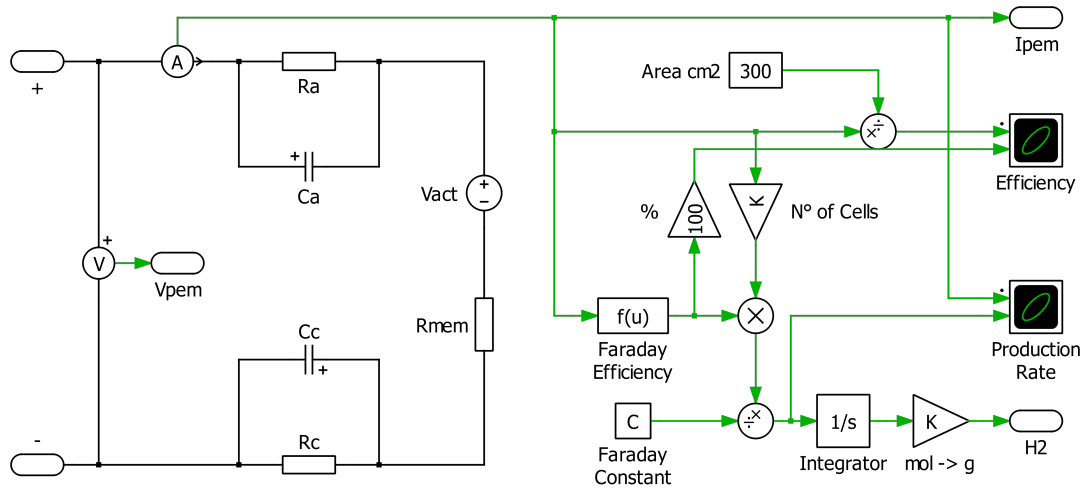 A
+
Ra
+
Ca
Vact
+
−
Area cm2
300
×
÷
Ipem
Efficiency
%
100
K
N° of Cells
+
V
Vpem
Rmem
Cc
+
f(u)
Faraday
Efficiency
×
Production
Rate
-
Rc
C
Faraday
Constant
÷
×
1/s
Integrator
K
mol -> g
H2